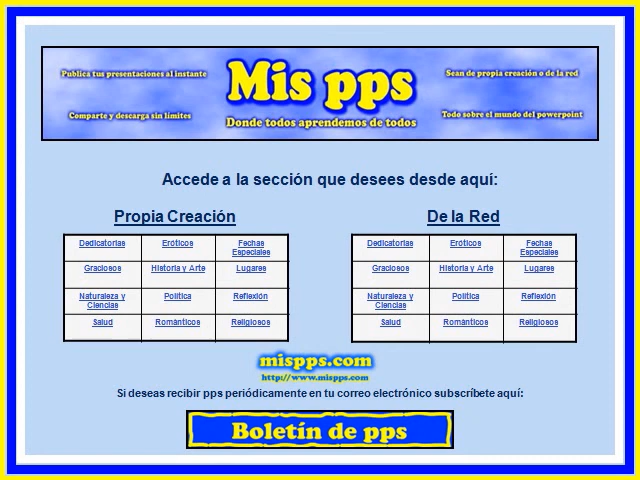 Publica tus presentaciones al instante
Mis pps
Sean de propia creación o de la red
Comparte y descarga sin límites
Donde todos aprendemos de todos
Todo sobre el mundo del powerpoint
Accede a la sección que desees desde aquí:
Propia Creación
Dedicatorias Eróticos Fechas Especiales
Graciosos Historia y Arte Lugares
Naturaleza y Ciencias Política Reflexión
Salud Románticos Religiosos
De la Red
Dedicatorias Eróticos Fechas Especiales
Graciosos Historia y Arte Lugares
Naturaleza y Ciencias Política Reflexión
Salud Románticos Religiosos
mispps.com
http://www.mispps.com
Si deseas recibir pps periódicamente en tu correo electrónico subscríbete aquí:
Boletín de pps